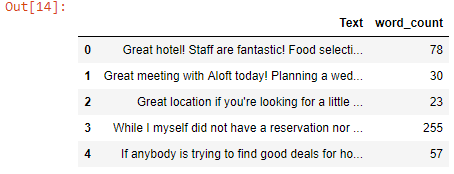 Out[14]:
Text word_count
0 Great hotel! Staff are fantastic! Food selecti... 78
1 Great meeting with Aloft today! Planning a wed... 30
2 Great location if you're looking for a little ... 23
3 While I myself did not have a reservation nor ... 255
4 If anybody is trying to find good deals for ho... 57